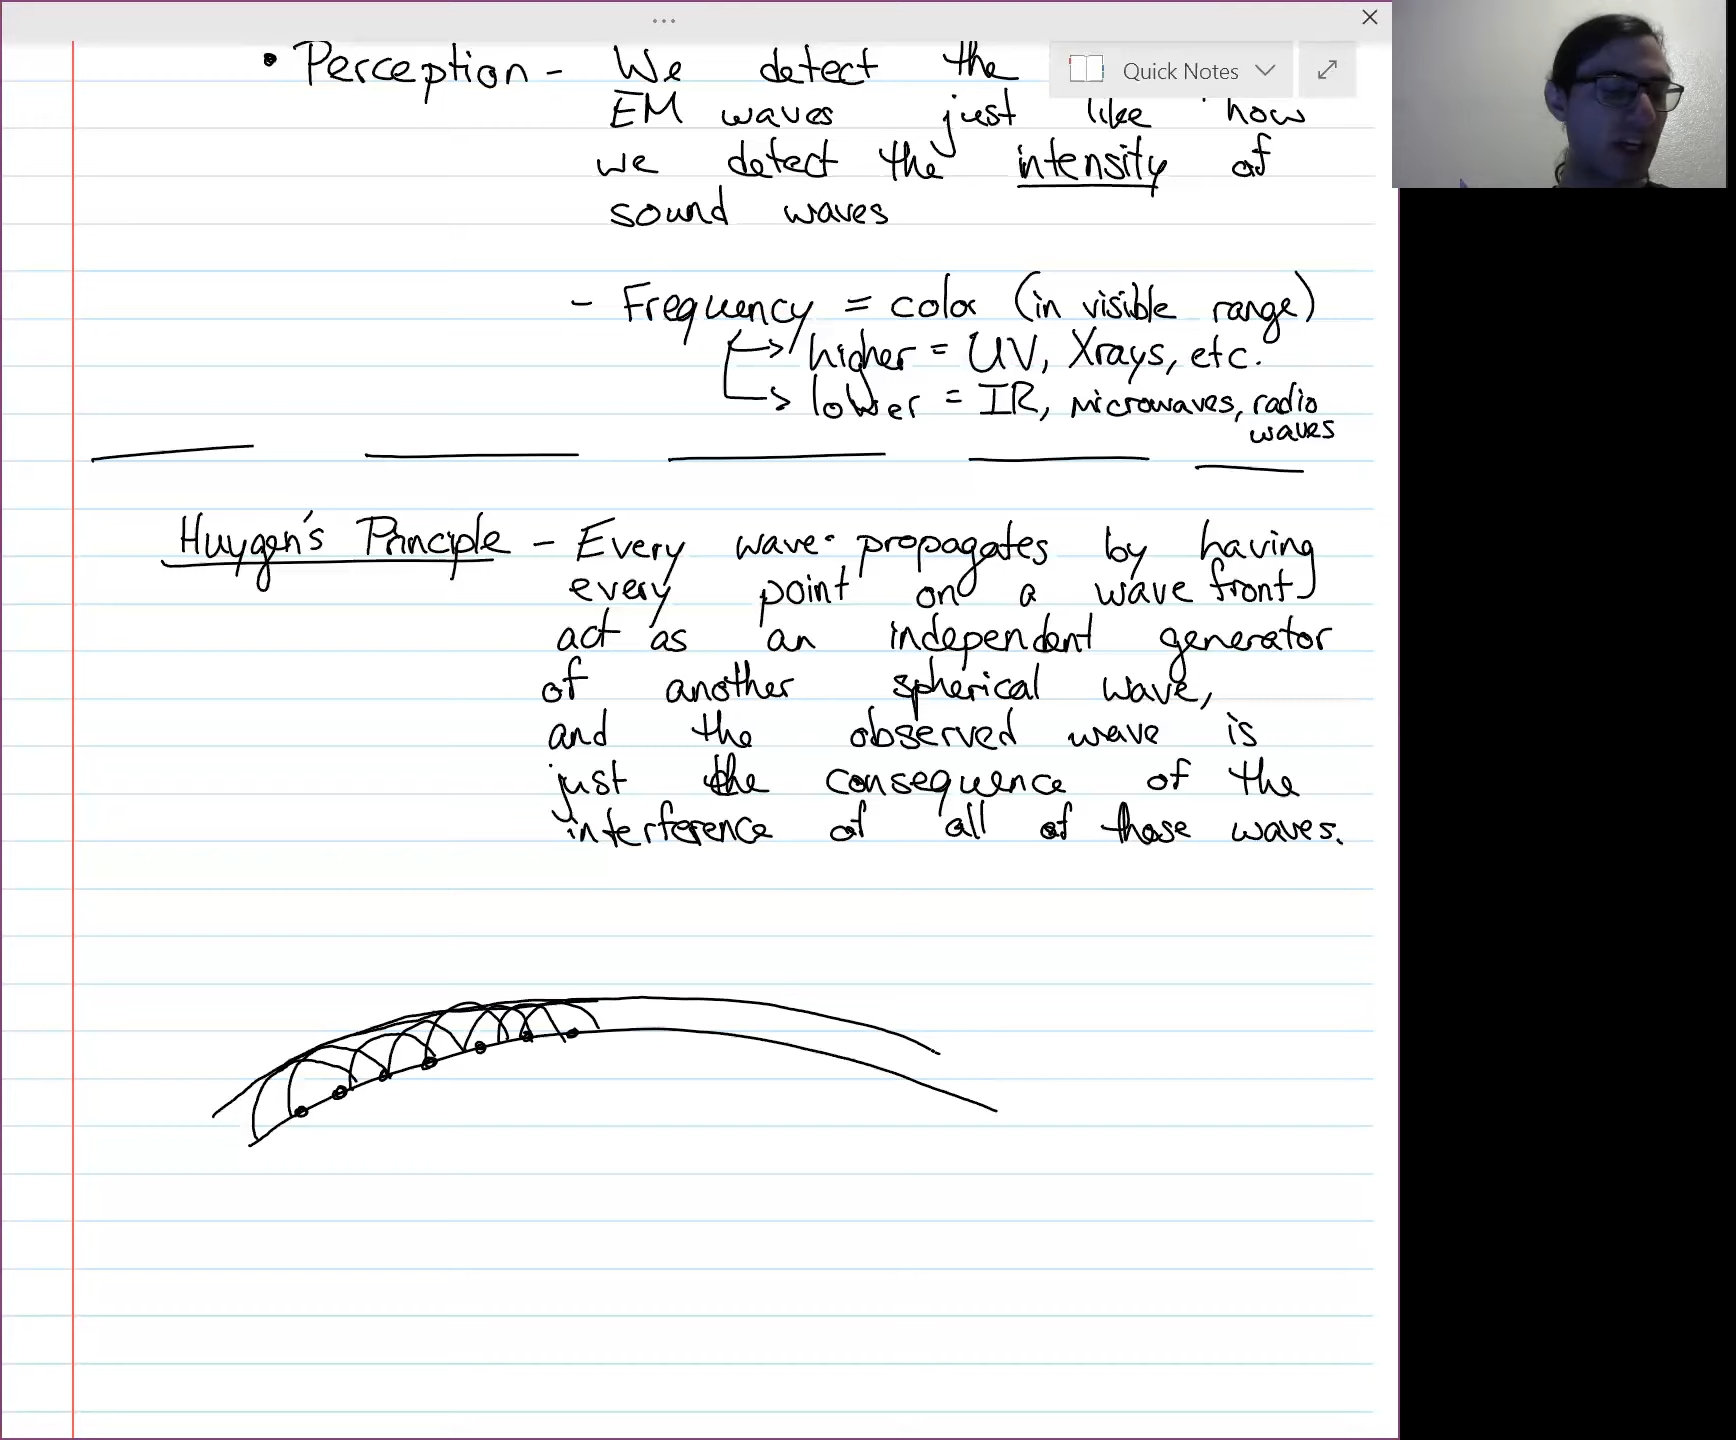 • Perception - We detect the
Quick Notes
EM waves just like how
we detect the intensity of
sound waves
- Frequency = color (in visible range)
↳ higher = UV, Xrays, etc.
↳ lower = IR, microwaves, radio
waves
Huygen's Principle - Every wave propagates by having
every point on a wave front
act as an independent generator
of another spherical wave,
and the observed wave is
just the consequence of the
interference of all of those waves.